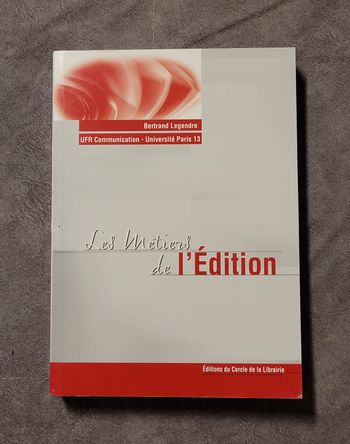 Bertrand Legendre
UFR Communication - Université Paris 13
Les Métiers
de l'Édition
Éditions du Cercle de la Librairie